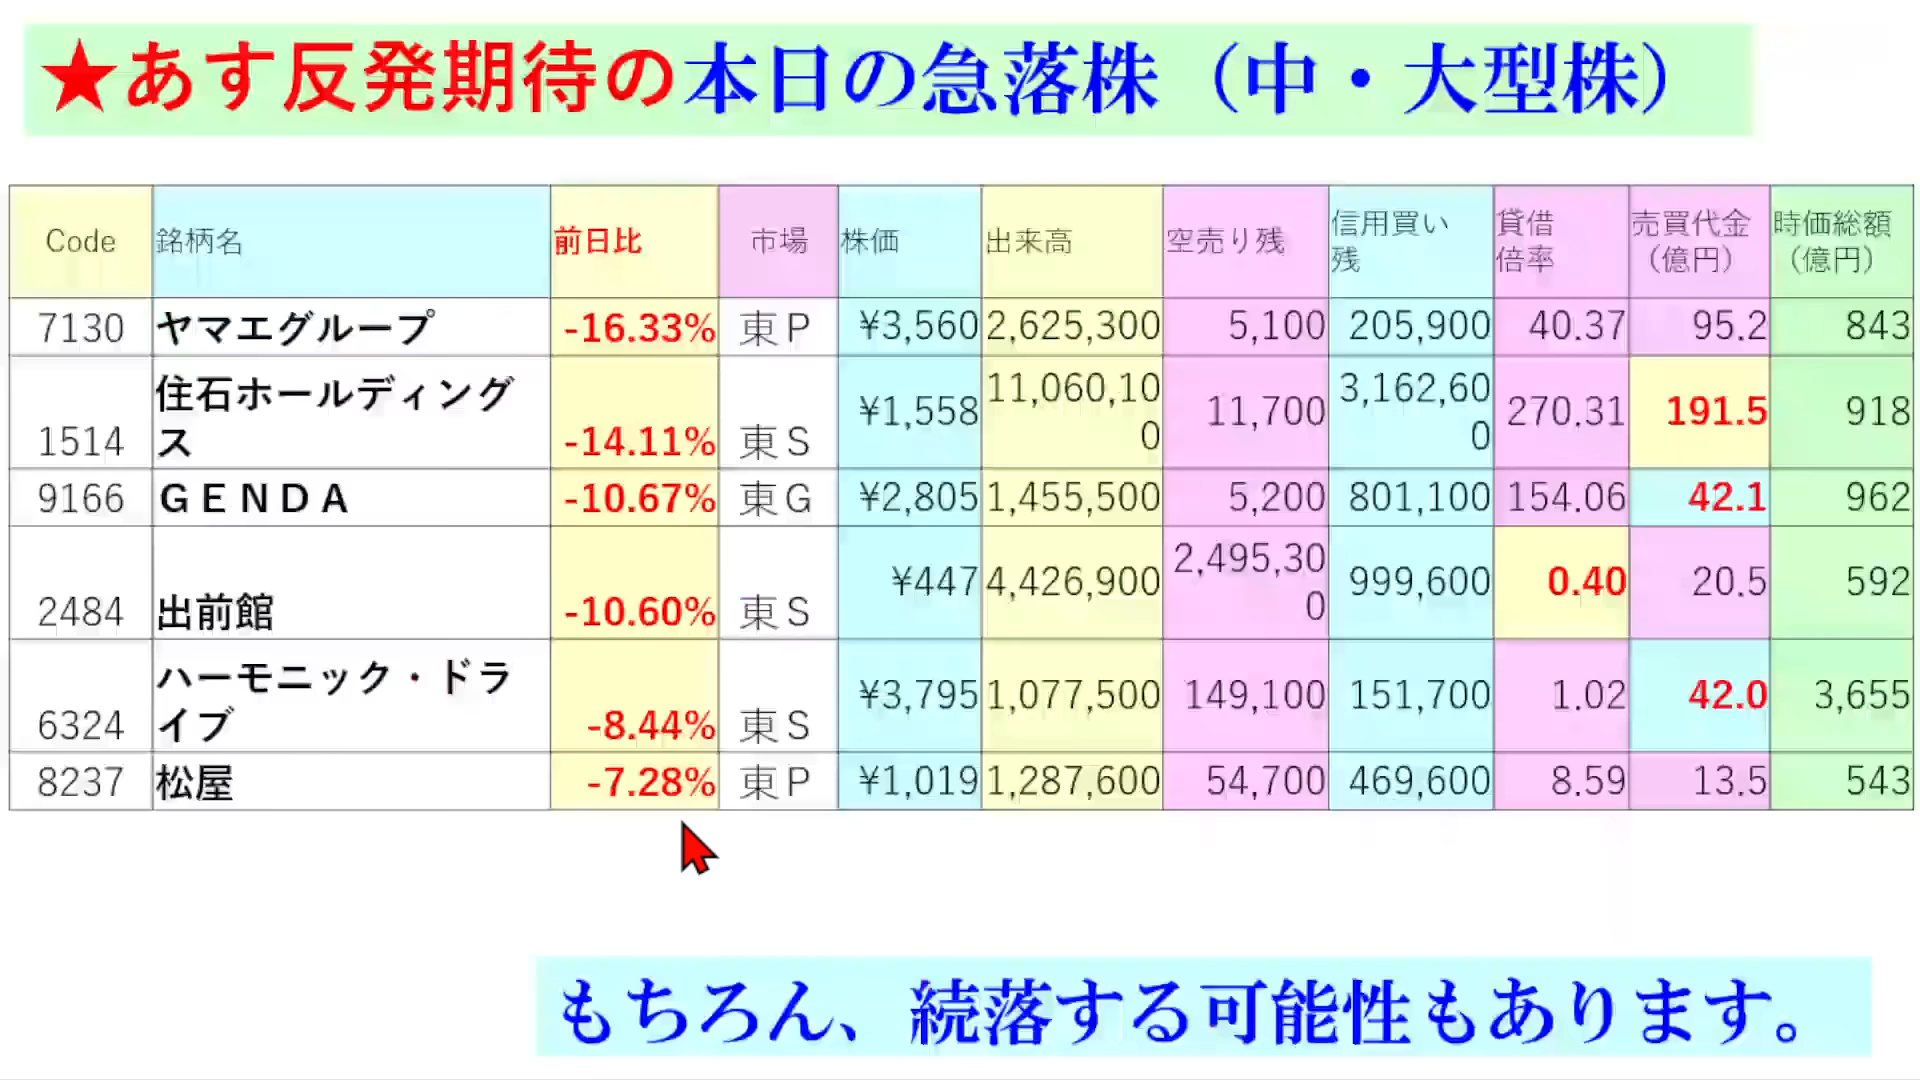 ★あす反発期待の本日の急落株（中・大型株）
Code 銘柄名 前日比 市場 株価 出来高 空売り残 信用買い残 貸借倍率 売買代金（億円） 時価総額（億円）
7130 ヤマエグループ -16.33% 東Ｐ ¥3,560 2,625,300 5,100 205,900 40.37 95.2 843
1514 住石ホールディングス -14.11% 東Ｓ ¥1,558 11,060,100 11,700 3,162,600 270.31 191.5 918
9166 ＧＥＮＤＡ -10.67% 東Ｇ ¥2,805 1,455,500 5,200 801,100 154.06 42.1 962
2484 出前館 -10.60% 東Ｓ ¥447 4,426,900 2,495,300 999,600 0.40 20.5 592
6324 ハーモニック・ドライブ -8.44% 東Ｓ ¥3,795 1,077,500 149,100 151,700 1.02 42.0 3,655
8237 松屋 -7.28% 東Ｐ ¥1,019 1,287,600 54,700 469,600 8.59 13.5 543
もちろん、続落する可能性もあります。